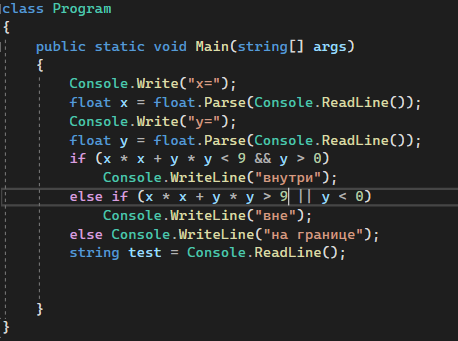 class Program
{
public static void Main(string[] args)
{
Console.Write("x=");
float x = float.Parse(Console.ReadLine());
Console.Write("y=");
float y = float.Parse(Console.ReadLine());
if (x * x + y * y < 9 && y > 0)
Console.WriteLine("внутри");
else if (x * x + y * y > 9 || y < 0)
Console.WriteLine("вне");
else Console.WriteLine("на границе");
string test = Console.ReadLine();
}
}